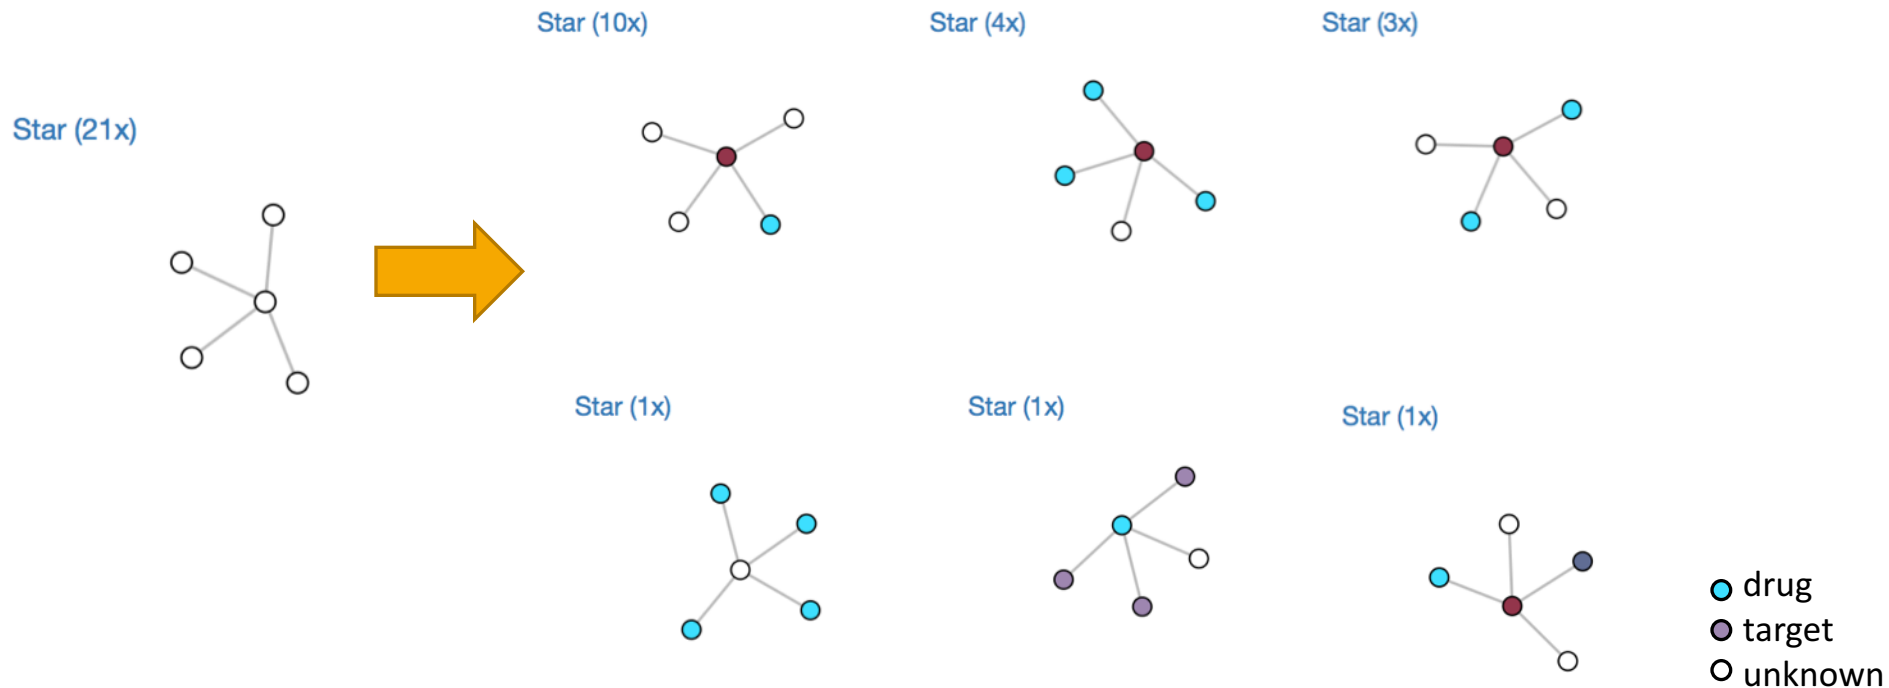 Star (21x)
Star (10x)
Star (4x)
Star (3x)
Star (1x)
Star (1x)
Star (1x)
drug
target
unknown